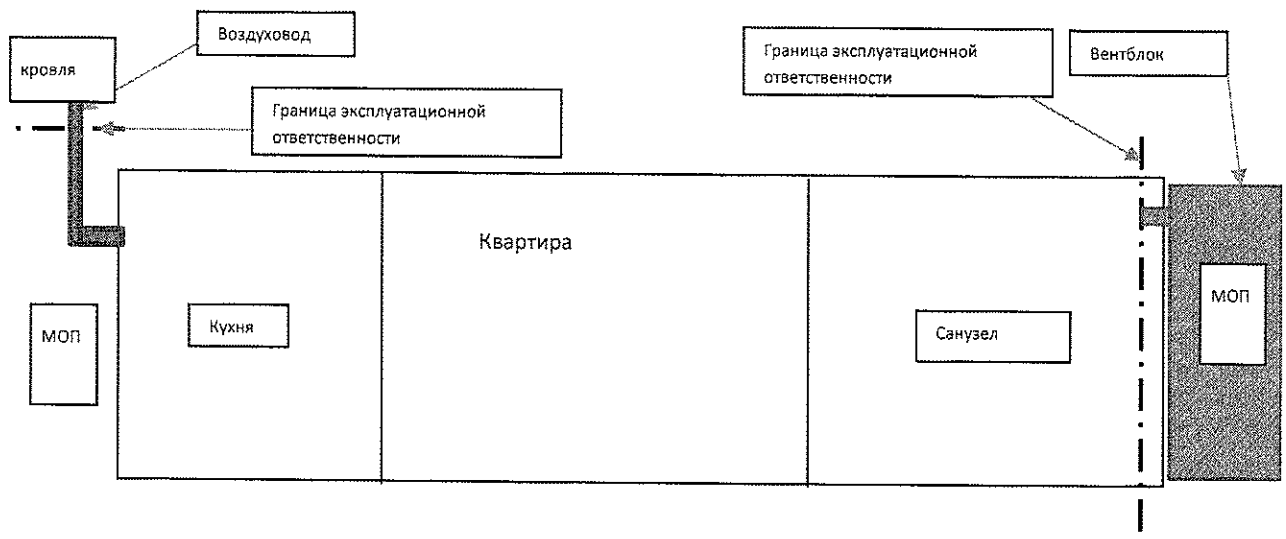 Воздуховод
кровля
Граница эксплуатационной
ответственности
Граница эксплуатационной
ответственности
Вентблок
Квартира
МОП
Кухня
Санузел
МОП